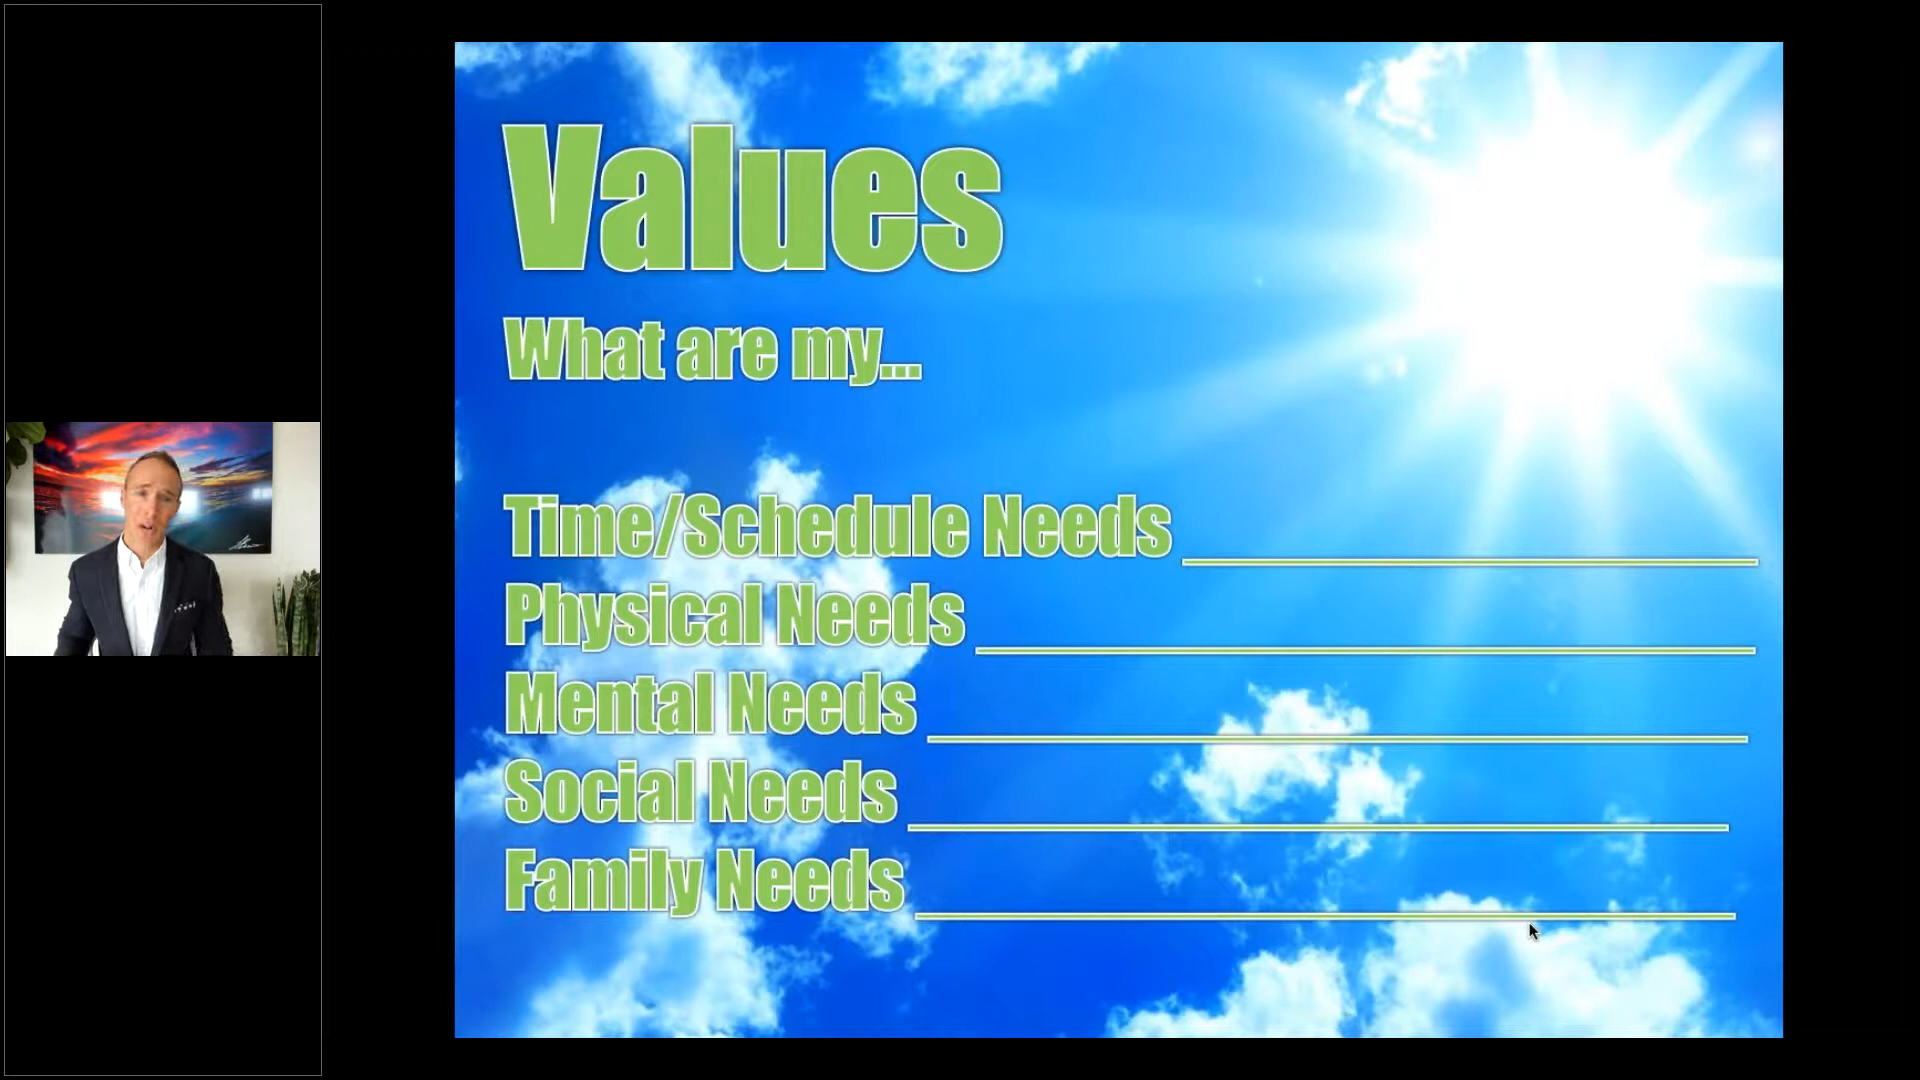 Values
What are my...
Time/Schedule Needs
Physical Needs
Mental Needs
Social Needs
Family Needs